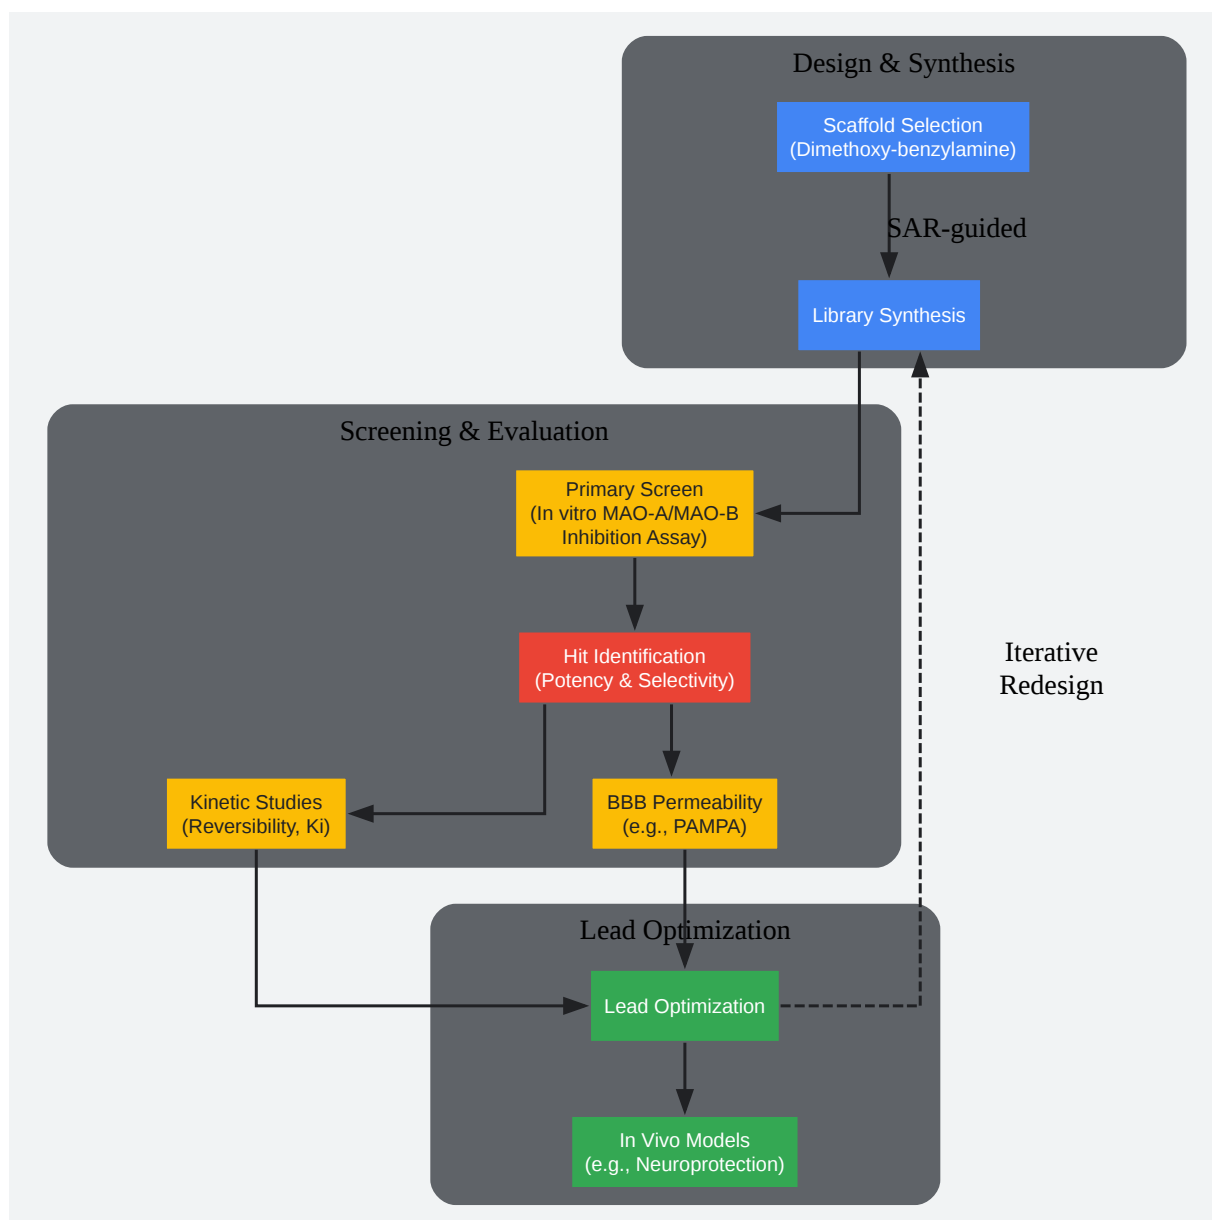 Design & Synthesis
Scaffold Selection
(Dimethoxy-benzylamine)
SAR-guided
Library Synthesis
Screening & Evaluation
Primary Screen
(In vitro MAO-A/MAO-B
Inhibition Assay)
Hit Identification
(Potency & Selectivity)
Iterative
Redesign
Kinetic Studies
(Reversibility, Ki)
BBB Permeability
(e.g., PAMPA)
Lead Optimization
Lead Optimization
In Vivo Models
(e.g., Neuroprotection)